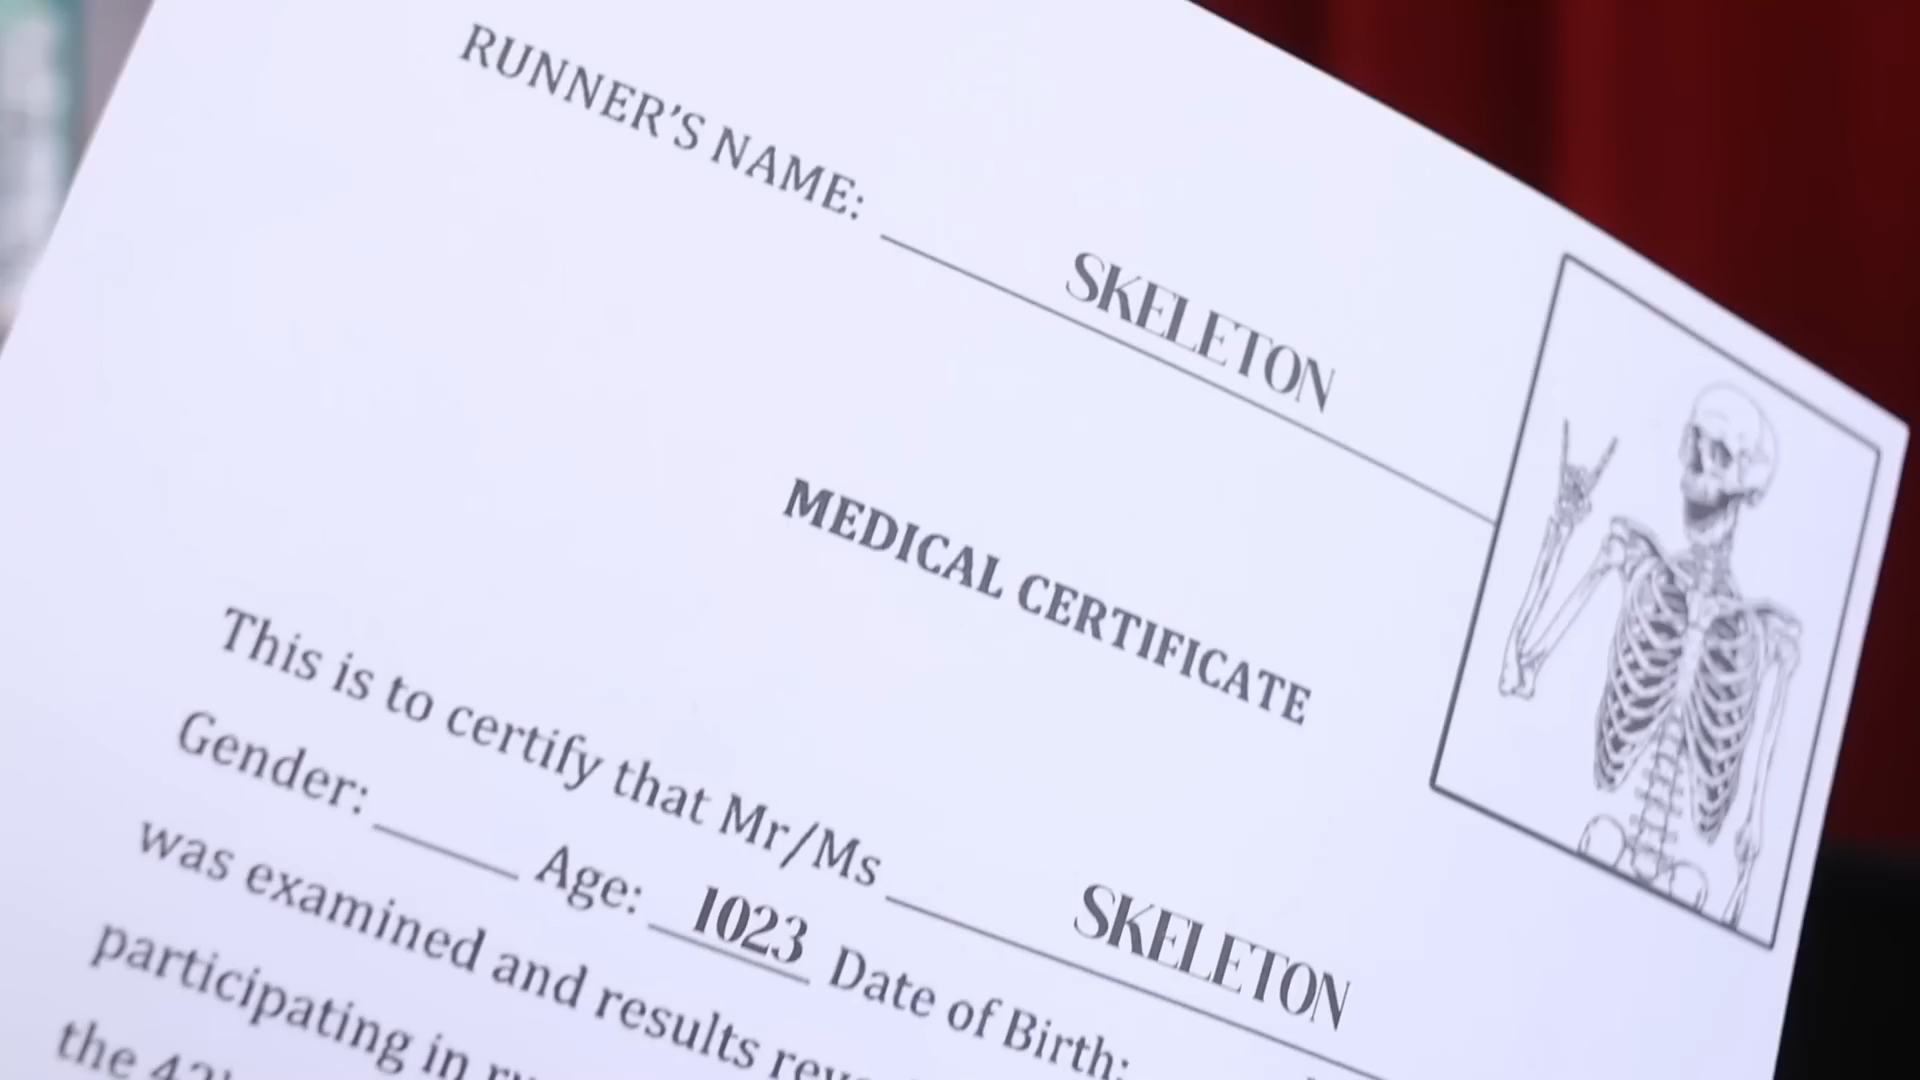 RUNNER'S NAME: SKELETON
MEDICAL CERTIFICATE
This is to certify that Mr/Ms SKELETON
Gender: Age: 1023 Date of Birth:
was examined and results
participating in
the